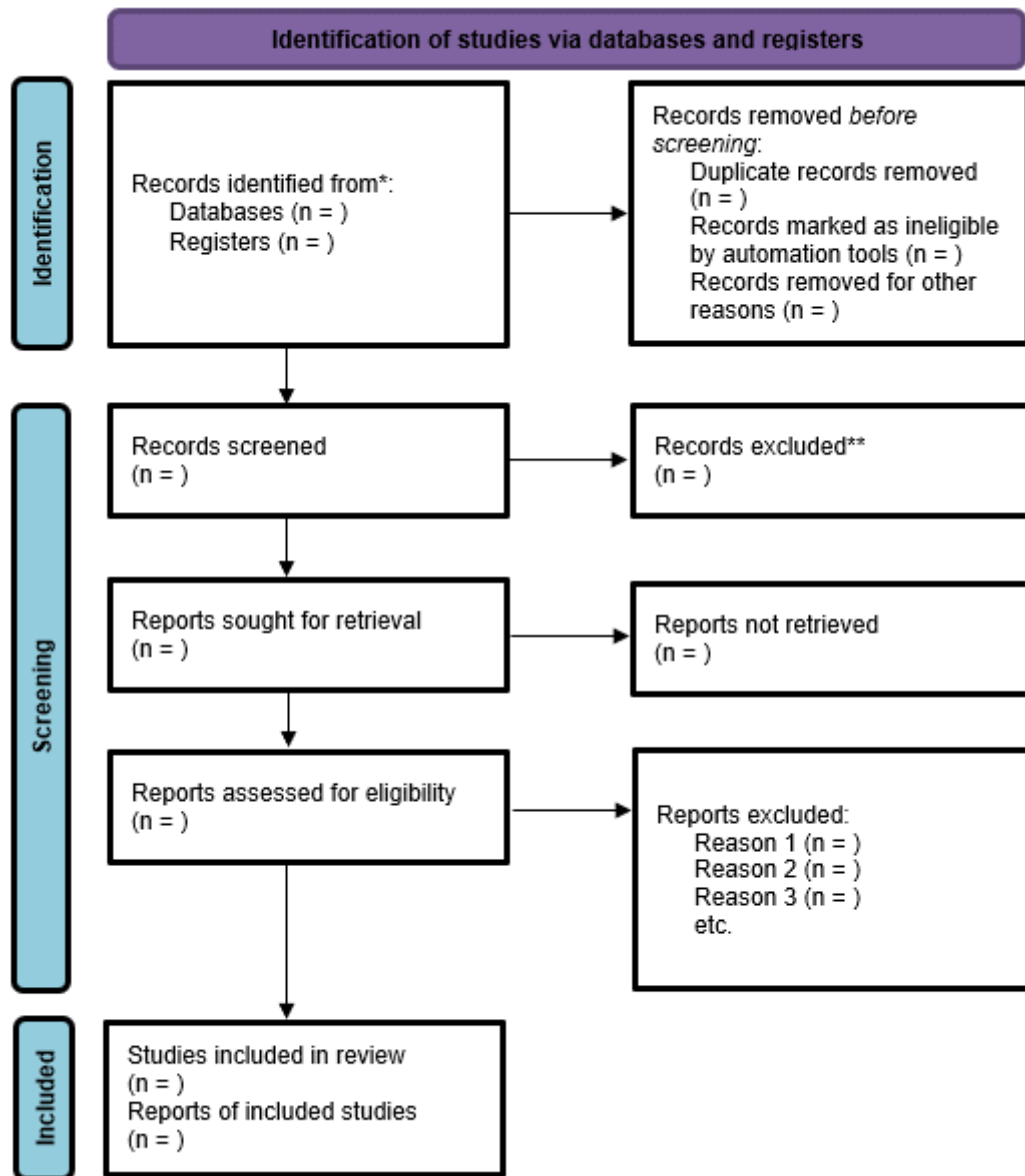 Identification of studies via databases and registers
Identification
Records identified from*:
Databases (n = )
Registers (n = )
Records removed before
screening:
Duplicate records removed
(n = )
Records marked as ineligible
by automation tools (n = )
Records removed for other
reasons (n = )
Screening
Records screened
(n = )
Records excluded**
(n = )
Reports sought for retrieval
(n = )
Reports not retrieved
(n = )
Reports assessed for eligibility
(n = )
Reports excluded:
Reason 1 (n = )
Reason 2 (n = )
Reason 3 (n = )
etc.
Included
Studies included in review
(n = )
Reports of included studies
(n = )